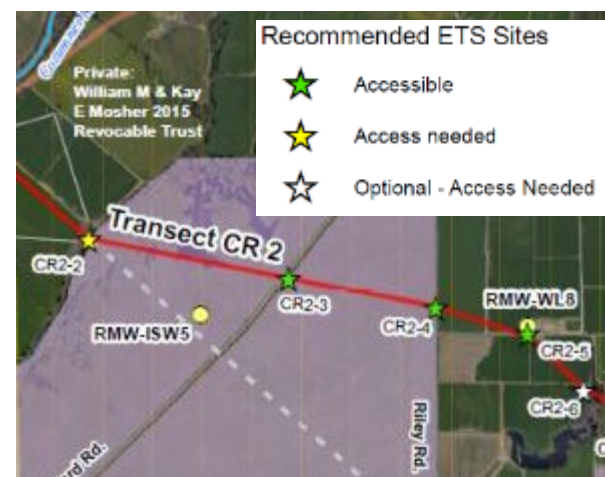 Recommended ETS Sites
Accessible
Access needed
Optional - Access Needed
Private:
William M & Kay
E Mosher 2015
Revocable Trust
Transect CR 2
CR2-2
CR2-3
RMW-ISW5
CR2-4
RMW-WL8
CR2-5
CR2-6
Riley Rd.
Rd.